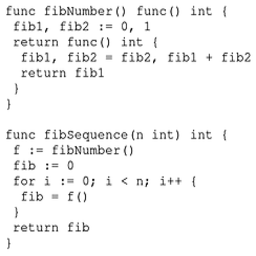 func fibNumber() func() int {
 fib1, fib2 := 0, 1
 return func() int {
  fib1, fib2 = fib2, fib1 + fib2
  return fib1
 }
}

func fibSequence(n int) int {
 f := fibNumber()
 fib := 0
 for i := 0; i < n; i++ {
  fib = f()
 }
 return fib
}